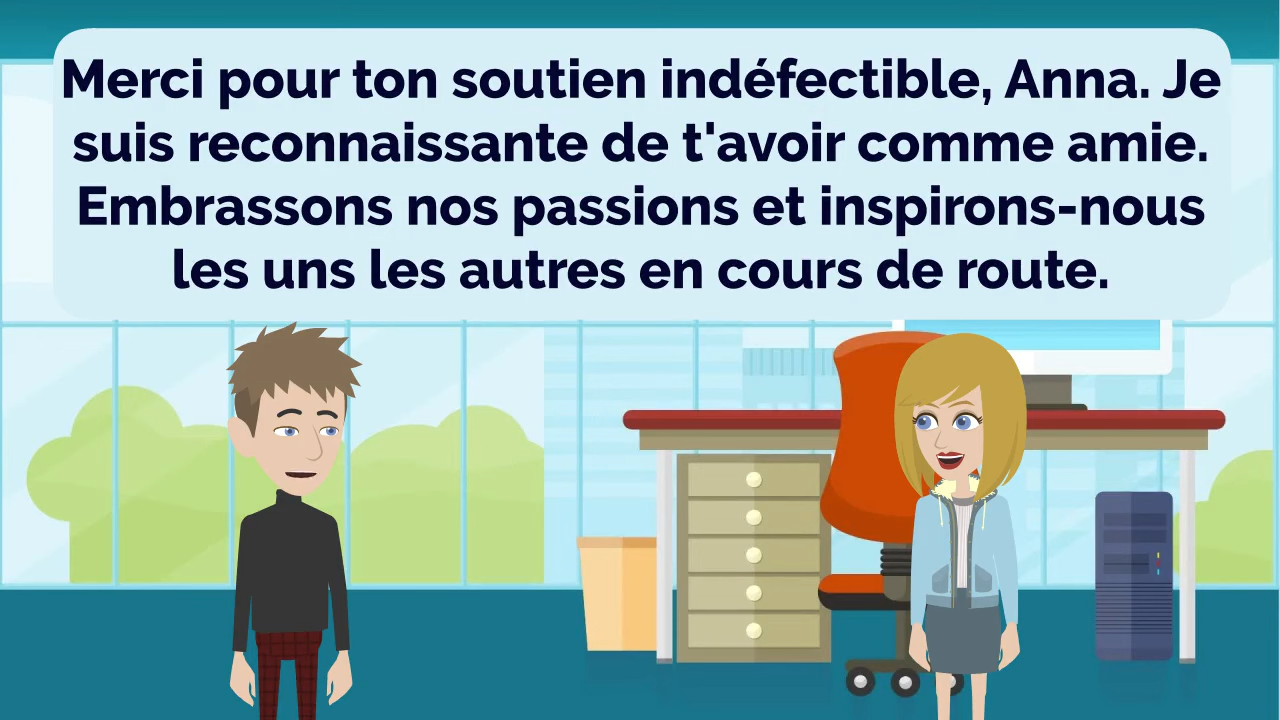 Merci pour ton soutien indéfectible, Anna. Je
suis reconnaissante de t'avoir comme amie.
Embrassons nos passions et inspirons-nous
les uns les autres en cours de route.